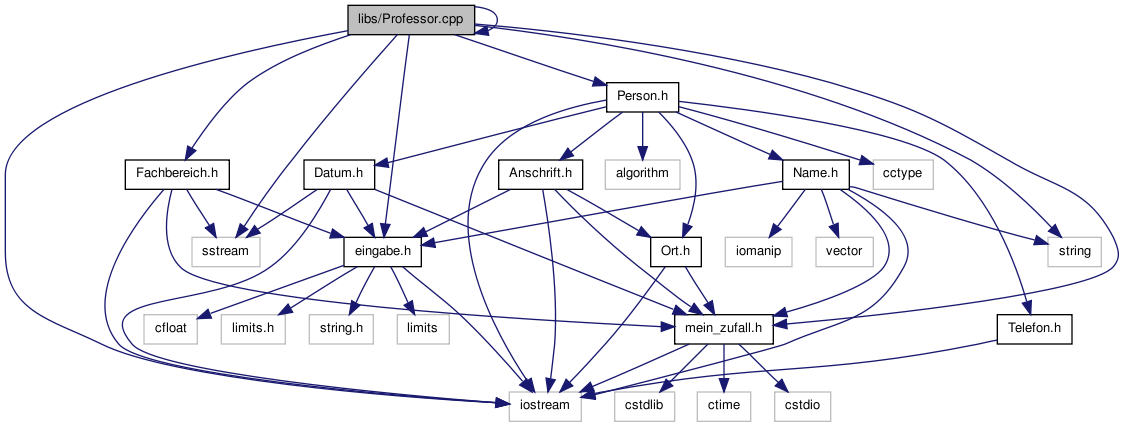 libs/Professor.cpp
Person.h
Fachbereich.h
Datum.h
Anschrift.h
algorithm
Name.h
cctype
sstream
eingabe.h
Ort.h
iomanip
vector
string
cfloat
limits.h
string.h
limits
mein_zufall.h
Telefon.h
iostream
cstdlib
ctime
cstdio